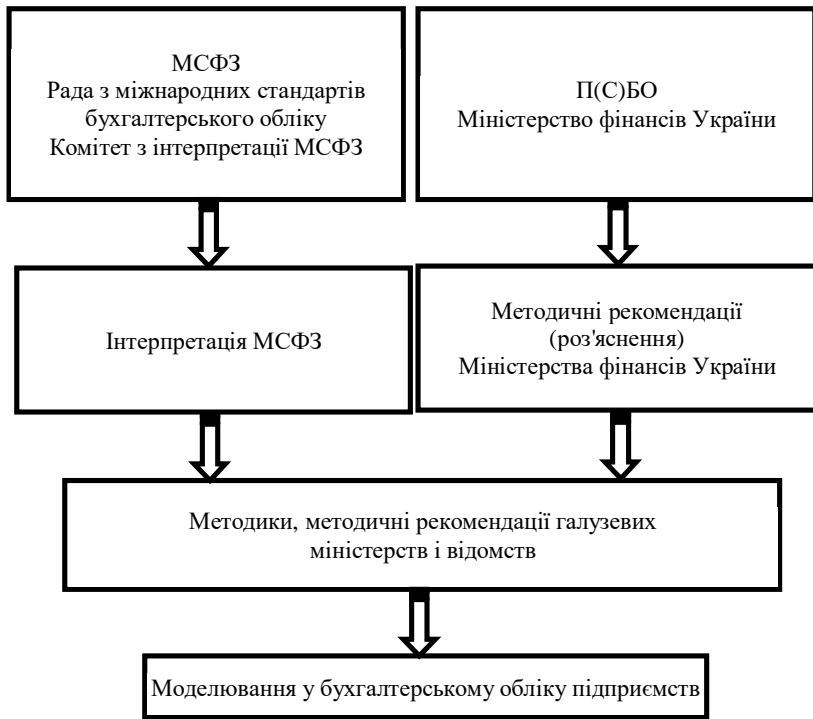 МСФЗ
Рада з міжнародних стандартів
бухгалтерського обліку
Комітет з інтерпретації МСФЗ
П(С)БО
Міністерство фінансів України
Інтерпретація МСФЗ
Методичні рекомендації
(роз'яснення)
Міністерства фінансів України
Методики, методичні рекомендації галузевих
міністерств і відомств
Моделювання у бухгалтерському обліку підприємств